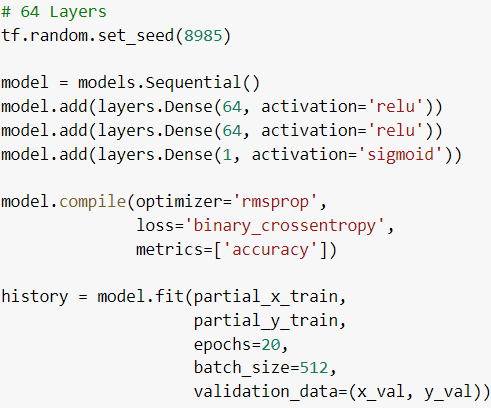 # 64 Layers
tf.random.set_seed(8985)
model = models.Sequential()
model.add(layers.Dense(64, activation='relu'))
model.add(layers.Dense(64, activation='relu'))
model.add(layers.Dense(1, activation='sigmoid'))
model.compile(optimizer='rmsprop',
loss='binary_crossentropy',
metrics=['accuracy'])
history = model.fit(partial_x_train,
partial_y_train,
epochs=20,
batch_size=512,
validation_data=(x_val, y_val))